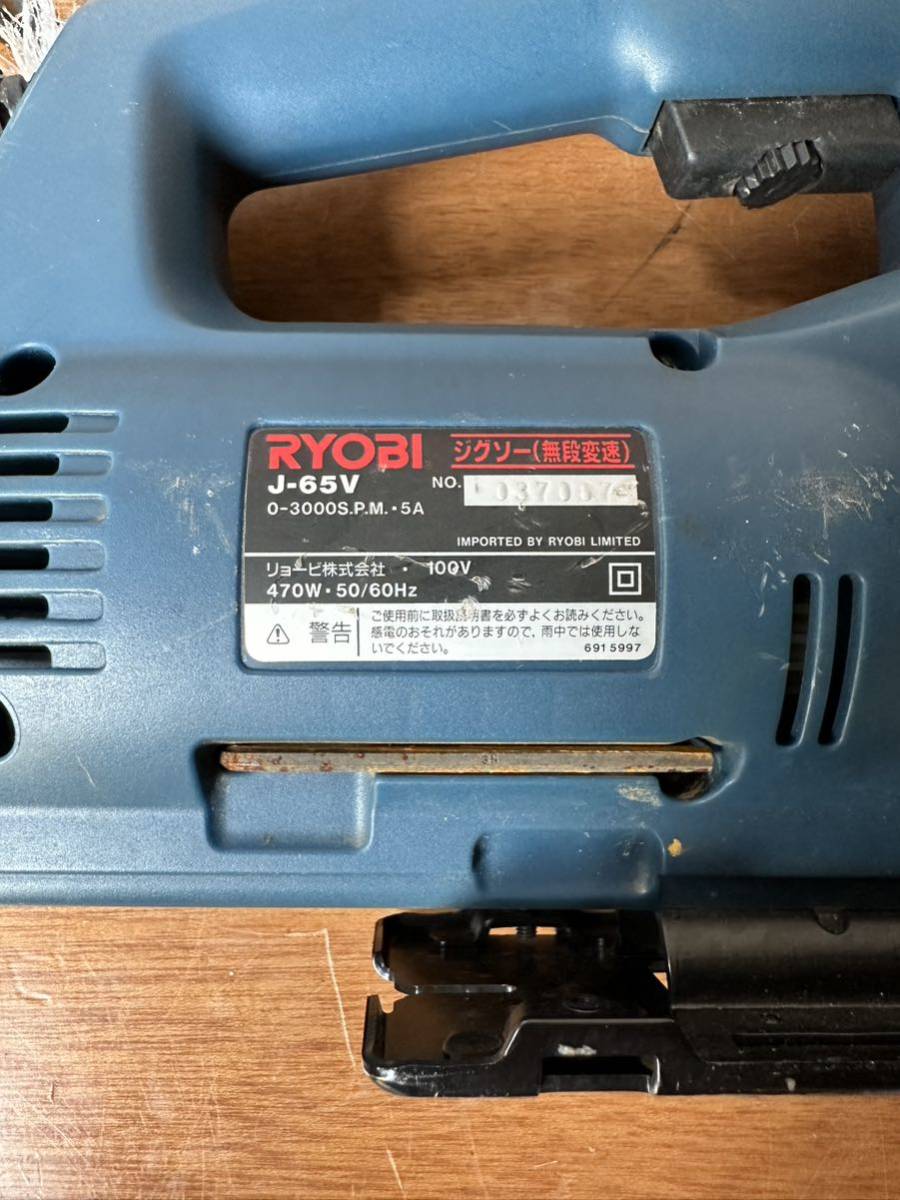 RYOBI ジグソー(無段変速)
J-65V NO. 037067
0-3000S.P.M.・5A
IMPORTED BY RYOBI LIMITED
リョービ株式会社 ・ 100V
470W・50/60Hz
警告
ご使用前に取扱説明書を必ずよくお読みください。
感電のおそれがありますので、雨中では使用しな
いでください。
6915997